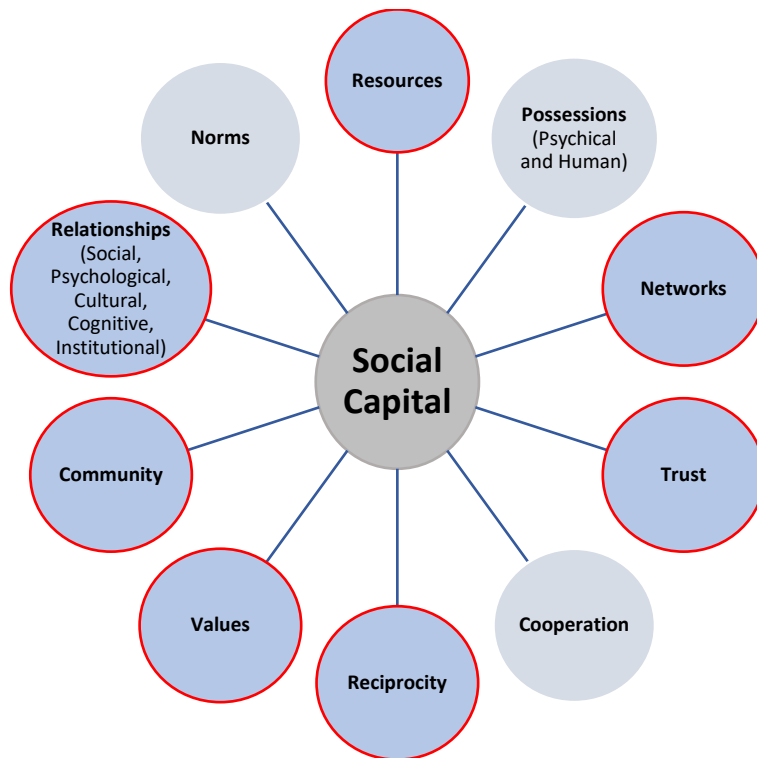 Resources
Possessions
(Psychical
and Human)
Norms
Relationships
(Social,
Psychological,
Cultural,
Cognitive,
Institutional)
Networks
Social
Capital
Community
Trust
Values
Cooperation
Reciprocity